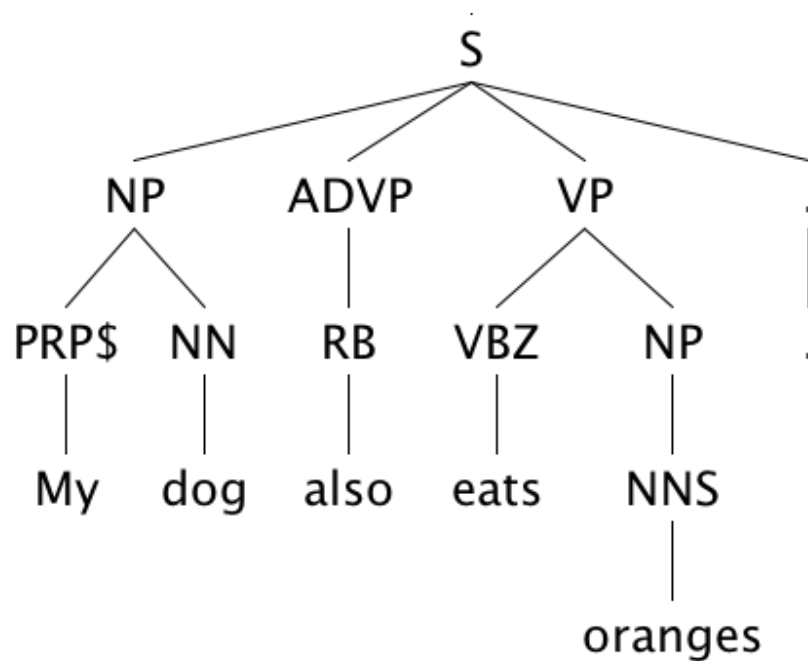 S
NP ADVP VP .
PRP$ NN RB VBZ NP .
My dog also eats NNS
oranges